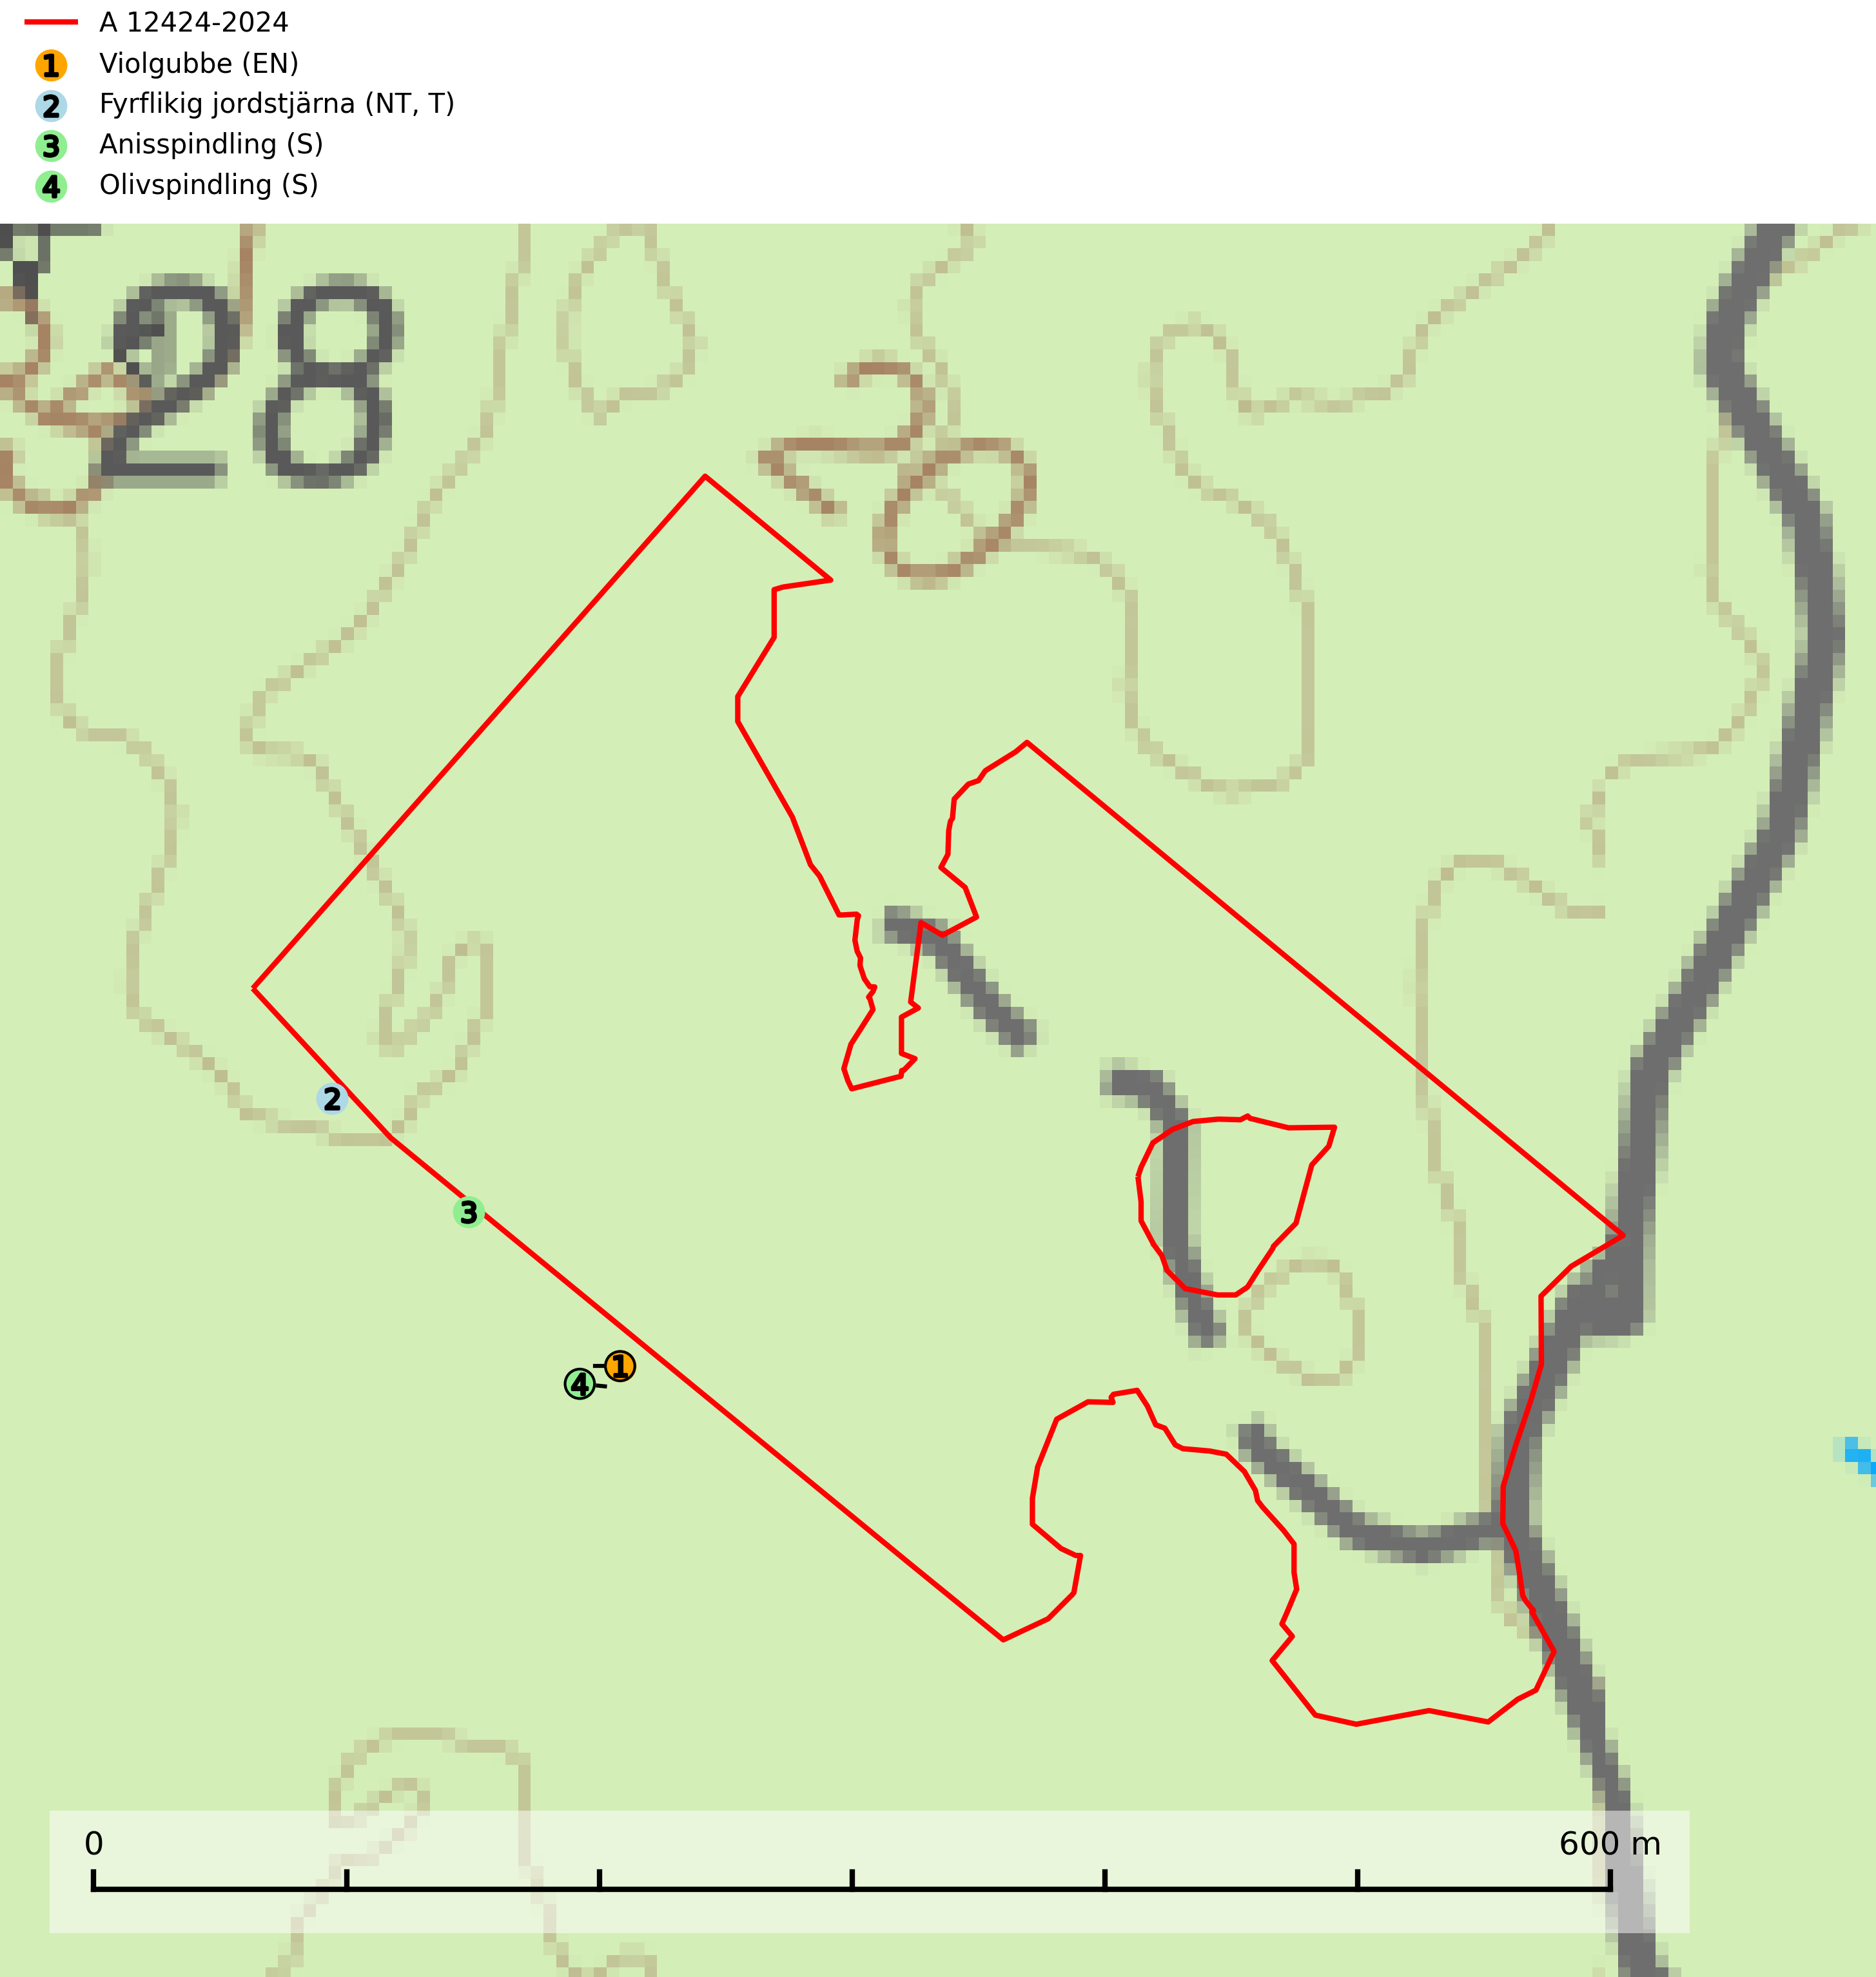 A 12424-2024
1 Violgubbe (EN)
2 Fyrflikig jordstjärna (NT, T)
3 Anisspindling (S)
4 Olivspindling (S)
28
20
2
3
1
4
0 600 m